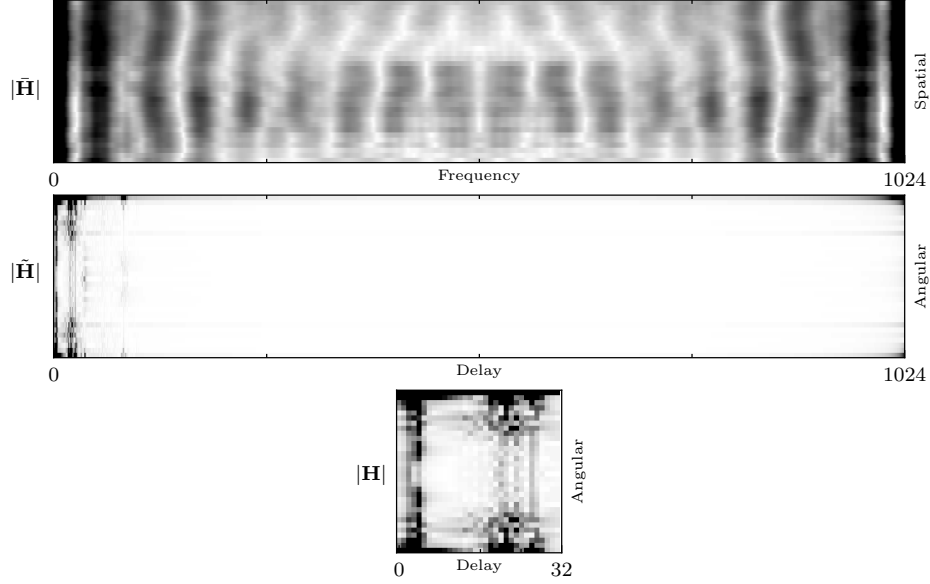 |H̄|
Spatial
0
Frequency
1024
|H̃|
Angular
0
Delay
1024
|H|
Angular
0
Delay
32